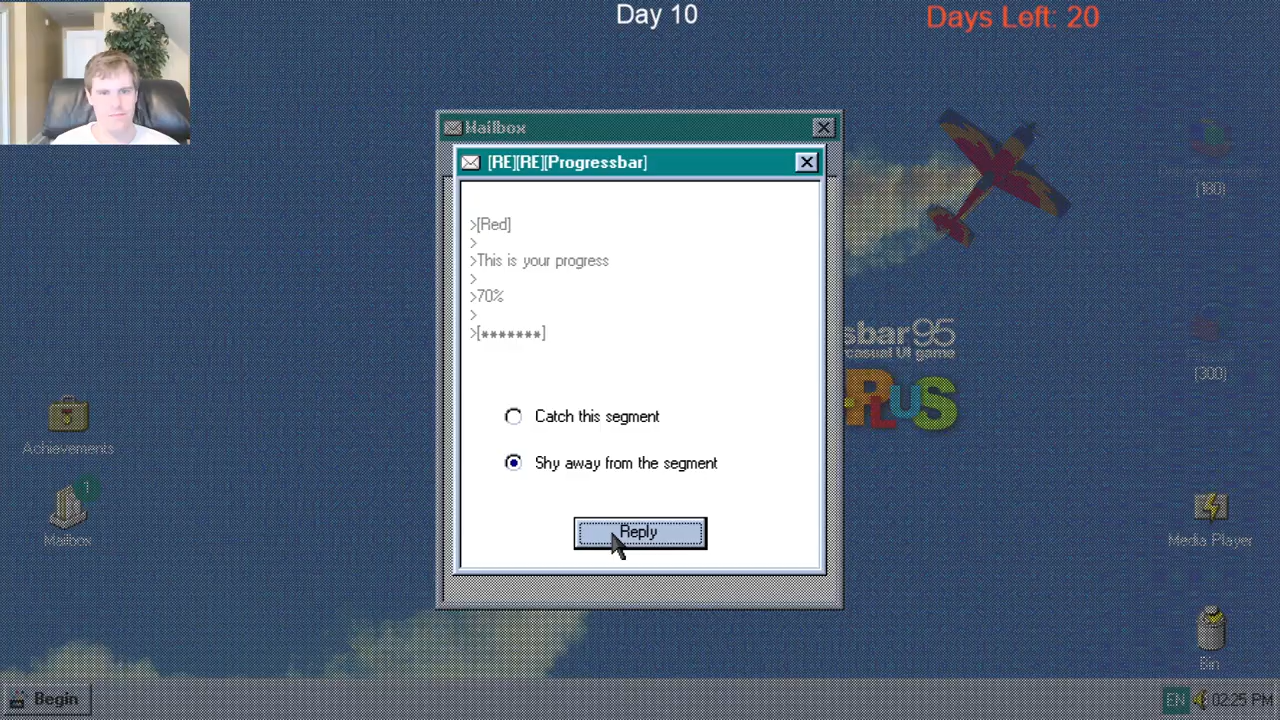 Day 10
Days Left: 20
Mailbox
[RE][RE][Progressbar]
>[Red]
>
>This is your progress
>
>70%
>
>[*******]
Catch this segment
Shy away from the segment
Reply
(180)
sbar95
casual UI game
(300)
PLUS
Achievements
1
Mailbox
Media Player
Bin
Begin
EN
02:25 PM